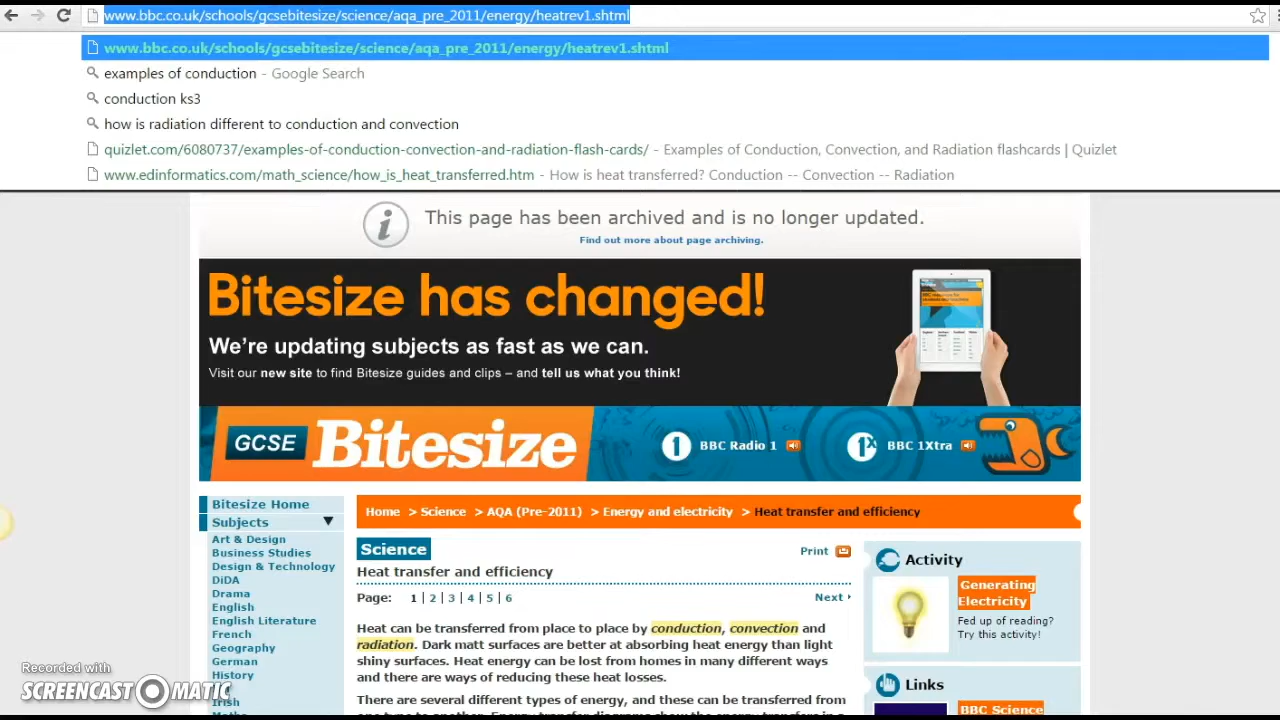 www.bbc.co.uk/schools/gcsebitesize/science/aqa_pre_2011/energy/heatrev1.shtml
www.bbc.co.uk/schools/gcsebitesize/science/aqa_pre_2011/energy/heatrev1.shtml
examples of conduction - Google Search
conduction ks3
how is radiation different to conduction and convection
quizlet.com/6080737/examples-of-conduction-convection-and-radiation-flash-cards/ - Examples of Conduction, Convection, and Radiation flashcards | Quizlet
www.edinformatics.com/math_science/how_is_heat_transferred.htm - How is heat transferred? Conduction -- Convection -- Radiation
This page has been archived and is no longer updated.
Find out more about page archiving.
Bitesize has changed!
We're updating subjects as fast as we can.
Visit our new site to find Bitesize guides and clips – and tell us what you think!
GCSE Bitesize
BBC Radio 1
BBC 1Xtra
Bitesize Home
Subjects
Art & Design
Business Studies
Design & Technology
DiDA
Drama
English
English Literature
French
Geography
German
History
Irish
Home > Science > AQA (Pre-2011) > Energy and electricity > Heat transfer and efficiency
Science
Print
Heat transfer and efficiency
Page: 1 | 2 | 3 | 4 | 5 | 6
Next
Heat can be transferred from place to place by conduction, convection and
radiation. Dark matt surfaces are better at absorbing heat energy than light
shiny surfaces. Heat energy can be lost from homes in many different ways
and there are ways of reducing these heat losses.
There are several different types of energy, and these can be transferred from
one type to another. Energy transfer diagrams show the energy transfer in a
Activity
Generating
Electricity
Fed up of reading?
Try this activity!
Links
BBC Science
Recorded with
SCREENCAST O MATIC